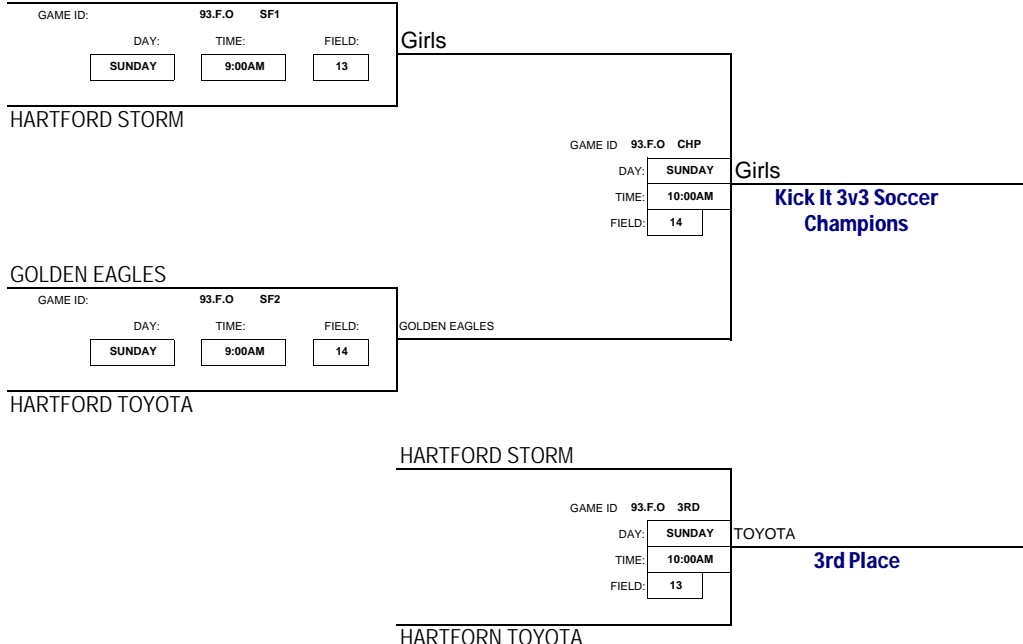 GAME ID: 93.F.O SF1
DAY: TIME: FIELD:
SUNDAY 9:00AM 13
Girls
HARTFORD STORM
GAME ID 93.F.O CHP
DAY: SUNDAY
TIME: 10:00AM
FIELD: 14
Girls
Kick It 3v3 Soccer
Champions
GOLDEN EAGLES
GAME ID: 93.F.O SF2
DAY: TIME: FIELD:
SUNDAY 9:00AM 14
GOLDEN EAGLES
HARTFORD TOYOTA
HARTFORD STORM
GAME ID 93.F.O 3RD
DAY: SUNDAY
TIME: 10:00AM
FIELD: 13
TOYOTA
3rd Place
HARTFORN TOYOTA